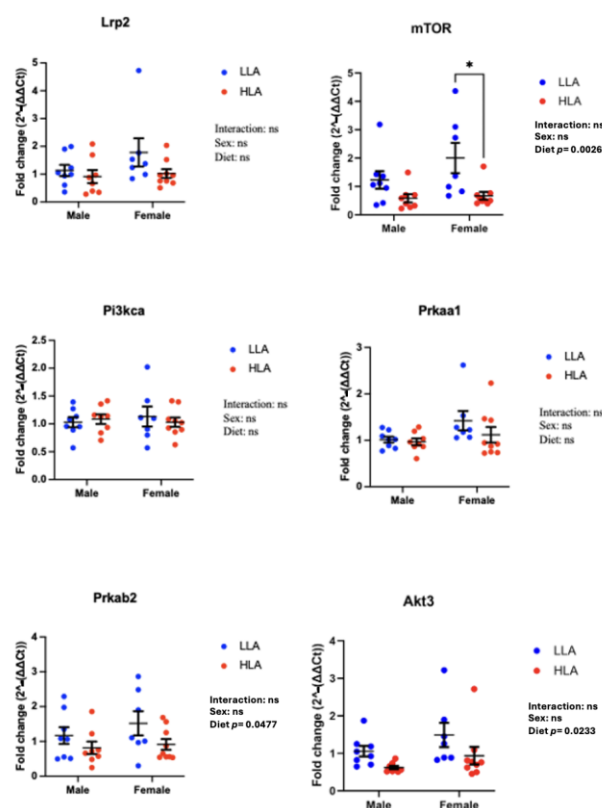 Lrp2
Fold change (2^-(ΔΔCt))
5
4
3
2
1
0
Male
Female
LLA
HLA
Interaction: ns
Sex: ns
Diet: ns
mTOR
Fold change (2^-(ΔΔCt))
5
4
3
2
1
0
*
Male
Female
LLA
HLA
Interaction: ns
Sex: ns
Diet p= 0.0026
Pi3kca
Fold change (2^-(ΔΔCt))
2.5
2.0
1.5
1.0
0.5
0.0
Male
Female
LLA
HLA
Interaction: ns
Sex: ns
Diet: ns
Prkaa1
Fold change (2^-(ΔΔCt))
3
2
1
0
Male
Female
LLA
HLA
Interaction: ns
Sex: ns
Diet: ns
Prkab2
Fold change (2^-(ΔΔCt))
4
3
2
1
0
Male
Female
LLA
HLA
Interaction: ns
Sex: ns
Diet p= 0.0477
Akt3
Fold change (2^-(ΔΔCt))
4
3
2
1
0
Male
Female
LLA
HLA
Interaction: ns
Sex: ns
Diet p= 0.0233